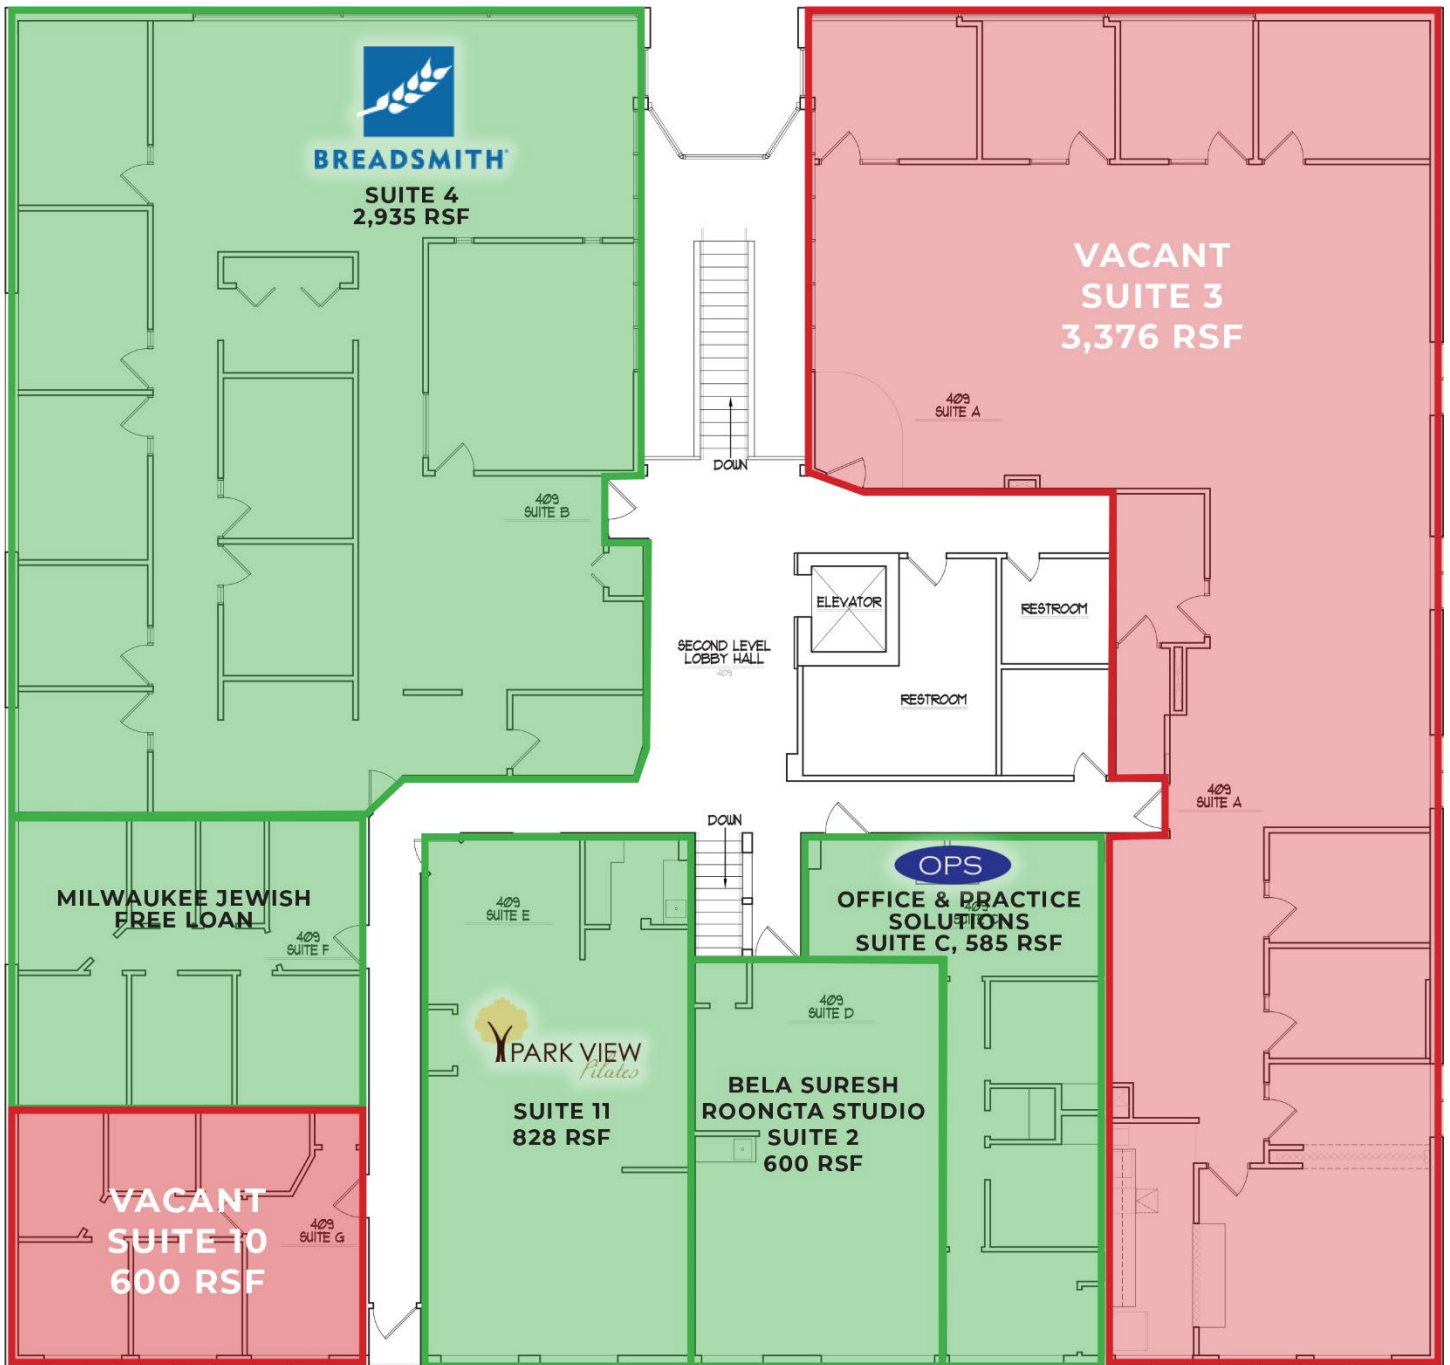 BREADSMITH
SUITE 4
2,935 RSF
VACANT
SUITE 3
3,376 RSF
409
SUITE A
DOWN
409
SUITE B
ELEVATOR
RESTROOM
SECOND LEVEL
LOBBY HALL
409
RESTROOM
409
SUITE A
DOWN
OPS
OFFICE & PRACTICE
SOLUTIONS
SUITE C, 585 RSF
409
MILWAUKEE JEWISH
FREE LOAN
409
SUITE F
409
SUITE E
409
SUITE D
PARK VIEW
Pilates
SUITE 11
828 RSF
BELA SURESH
ROONGTA STUDIO
SUITE 2
600 RSF
VACANT
SUITE 10
600 RSF
409
SUITE G